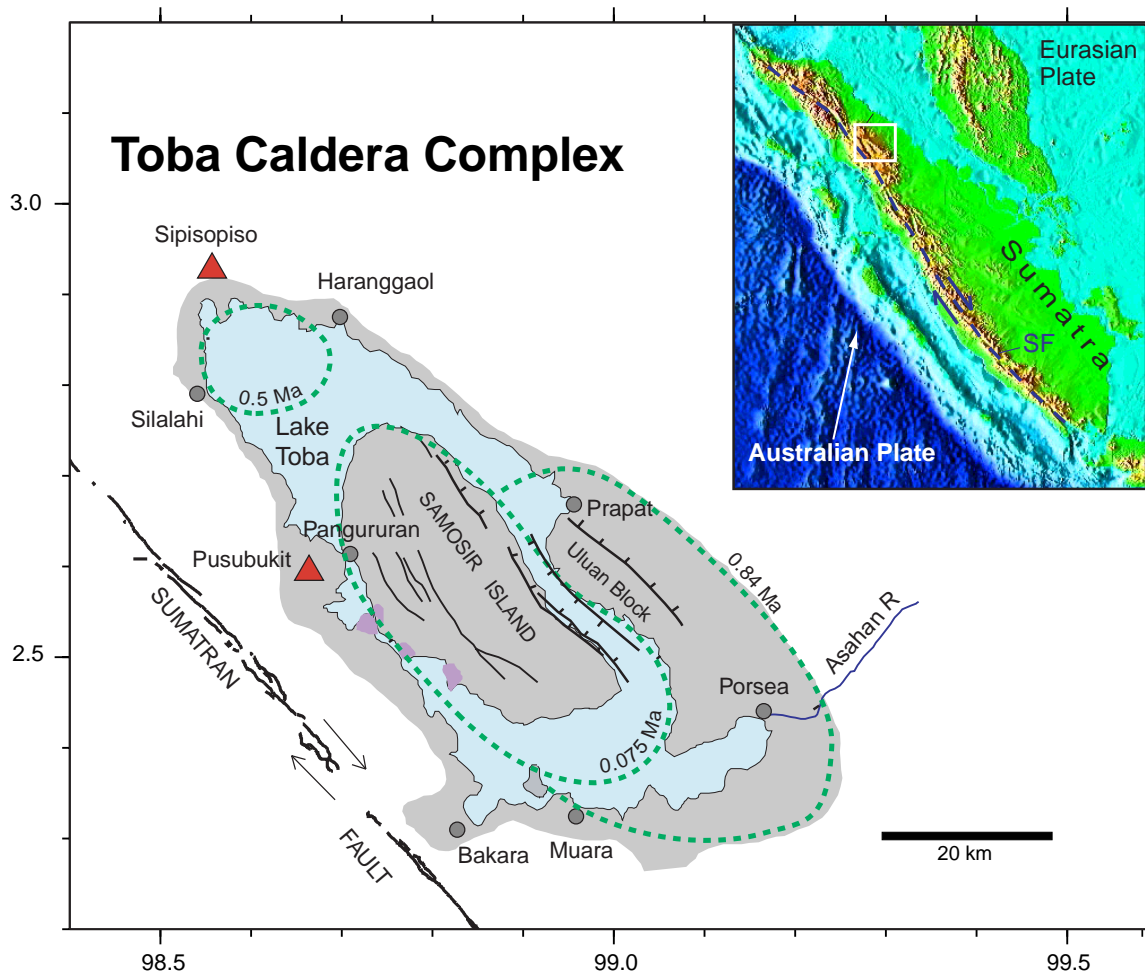 Toba Caldera Complex
Eurasian
Plate
Sumatra
SF
Australian Plate
3.0
2.5
Sipisopiso
Haranggaol
0.5 Ma
Silalahi
Lake
Toba
Prapat
Pangururan
Pusubukit
SAMOSIR
ISLAND
Uluan Block
0.84 Ma
Asahan R
Porsea
0.075 Ma
SUMATRAN
FAULT
Bakara
Muara
20 km
98.5
99.0
99.5